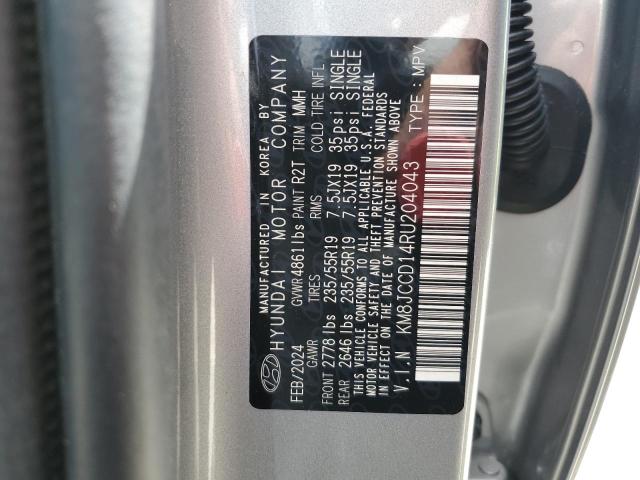 MANUFACTURED IN KOREA BY
HYUNDAI MOTOR COMPANY
FEB/2024 GVWR 4861 lbs PAINT R2T TRIM MMH
GAWR TIRES RIMS COLD TIRE INFL
FRONT 2778 lbs 235/55R19 7.5JX19 35psi SINGLE
REAR 2646 lbs 235/55R19 7.5JX19 35psi SINGLE
THIS VEHICLE CONFORMS TO ALL APPLICABLE U.S.A. FEDERAL
MOTOR VEHICLE SAFETY AND THEFT PREVENTION STANDARDS
IN EFFECT ON THE DATE OF MANUFACTURE SHOWN ABOVE
V.I.N KM8JCCD14RU204043 TYPE : MPV